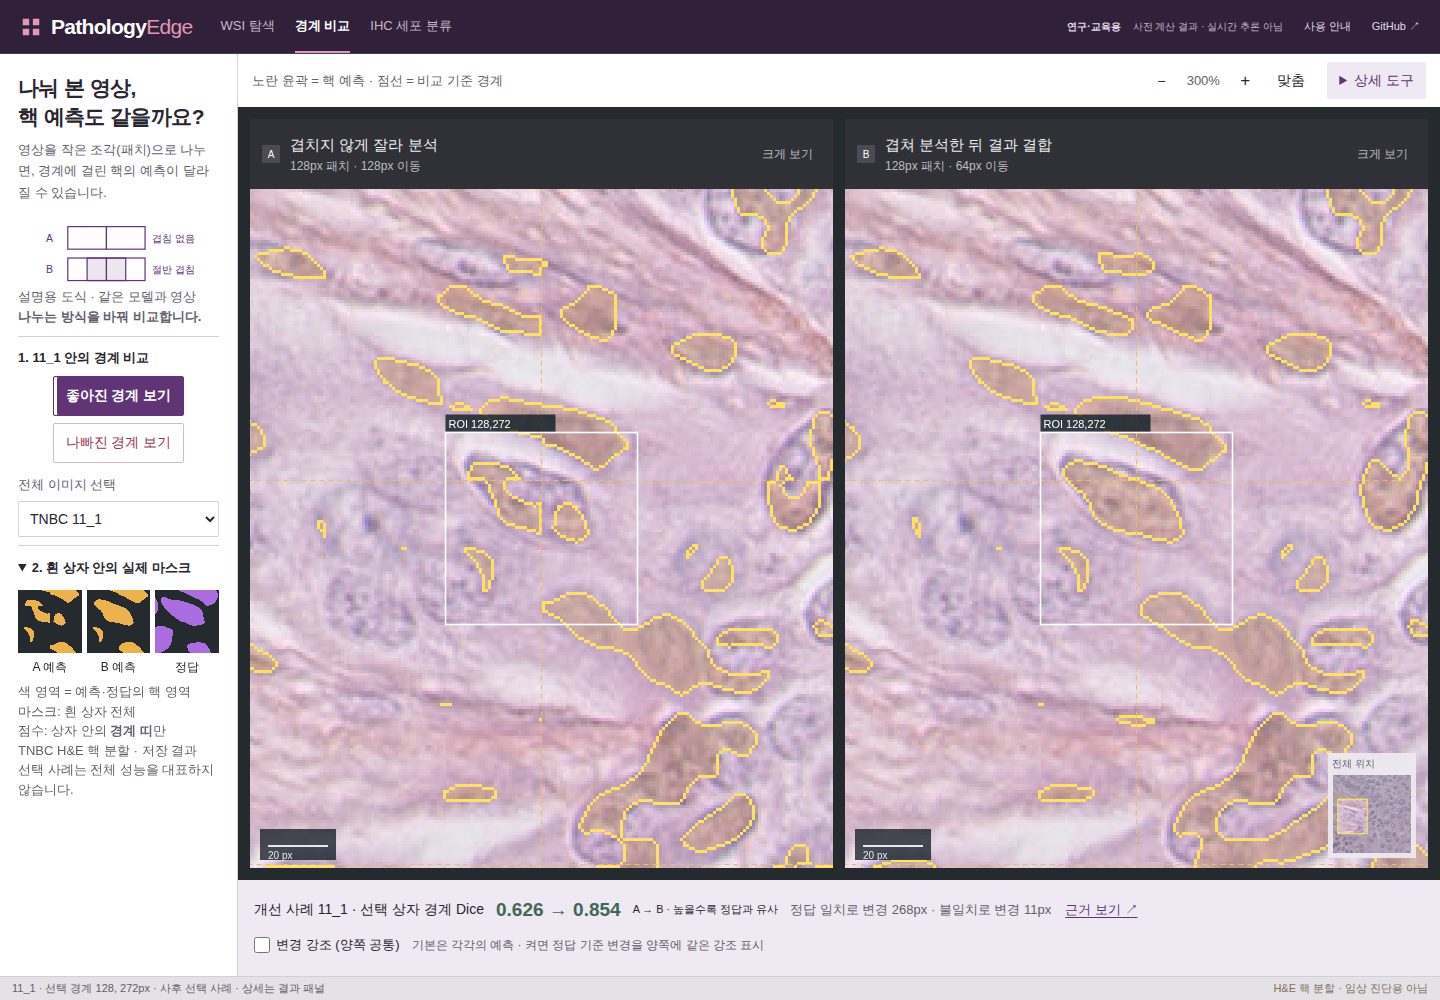 PathologyEdge WSI 탐색 경계 비교 IHC 세포 분류 연구·교육용 사전 계산 결과 · 실시간 추론 아님 사용 안내 GitHub ↗
나눠 본 영상,
핵 예측도 같을까요?
영상을 작은 조각(패치)으로 나누
면, 경계에 걸린 핵의 예측이 달라
질 수 있습니다.
A 겹침 없음
B 절반 겹침
설명용 도식 · 같은 모델과 영상
나누는 방식을 바꿔 비교합니다.
1. 11_1 안의 경계 비교
좋아진 경계 보기
나빠진 경계 보기
전체 이미지 선택
TNBC 11_1
▼ 2. 흰 상자 안의 실제 마스크
A 예측 B 예측 정답
색 영역 = 예측·정답의 핵 영역
마스크: 흰 상자 전체
점수: 상자 안의 경계 띠만
TNBC H&E 핵 분할 · 저장 결과
선택 사례는 전체 성능을 대표하지
않습니다.
노란 윤곽 = 핵 예측 · 점선 = 비교 기준 경계 − 300% + 맞춤 ▶ 상세 도구
A 겹치지 않게 잘라 분석 크게 보기
128px 패치 · 128px 이동
ROI 128,272
20 px
B 겹쳐 분석한 뒤 결과 결합 크게 보기
128px 패치 · 64px 이동
ROI 128,272
전체 위치
20 px
개선 사례 11_1 · 선택 상자 경계 Dice 0.626 → 0.854 A → B · 높을수록 정답과 유사 정답 일치로 변경 268px · 불일치로 변경 11px 근거 보기 ↗
변경 강조 (양쪽 공통) 기본은 각각의 예측 · 켜면 정답 기준 변경을 양쪽에 같은 강조 표시
11_1 · 선택 경계 128, 272px · 사후 선택 사례 · 상세는 결과 패널 H&E 핵 분할 · 임상 진단용 아님